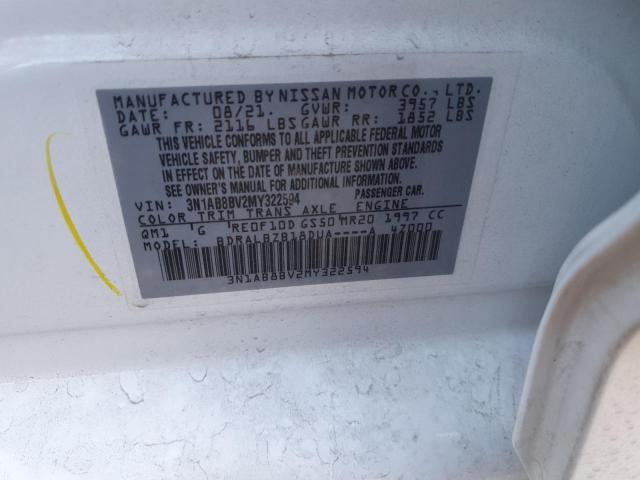 MANUFACTURED BY NISSAN MOTOR CO., LTD.
DATE: 08/21. GVWR: 3957 LBS
GAWR FR: 2116 LBS GAWR RR: 1852 LBS
THIS VEHICLE CONFORMS TO ALL APPLICABLE FEDERAL MOTOR
VEHICLE SAFETY, BUMPER AND THEFT PREVENTION STANDARDS
IN EFFECT ON THE DATE OF MANUFACTURE SHOWN ABOVE.
SEE OWNER'S MANUAL FOR ADDITIONAL INFORMATION.
VIN: 3N1AB8BV2MY322594 PASSENGER CAR.
COLOR TRIM TRANS AXLE ENGINE
QM1 G RE0F10D GS50 MR20 1997 CC
MODEL: BDRALBZB18DUA----A 47000
3N1AB8BV2MY322594